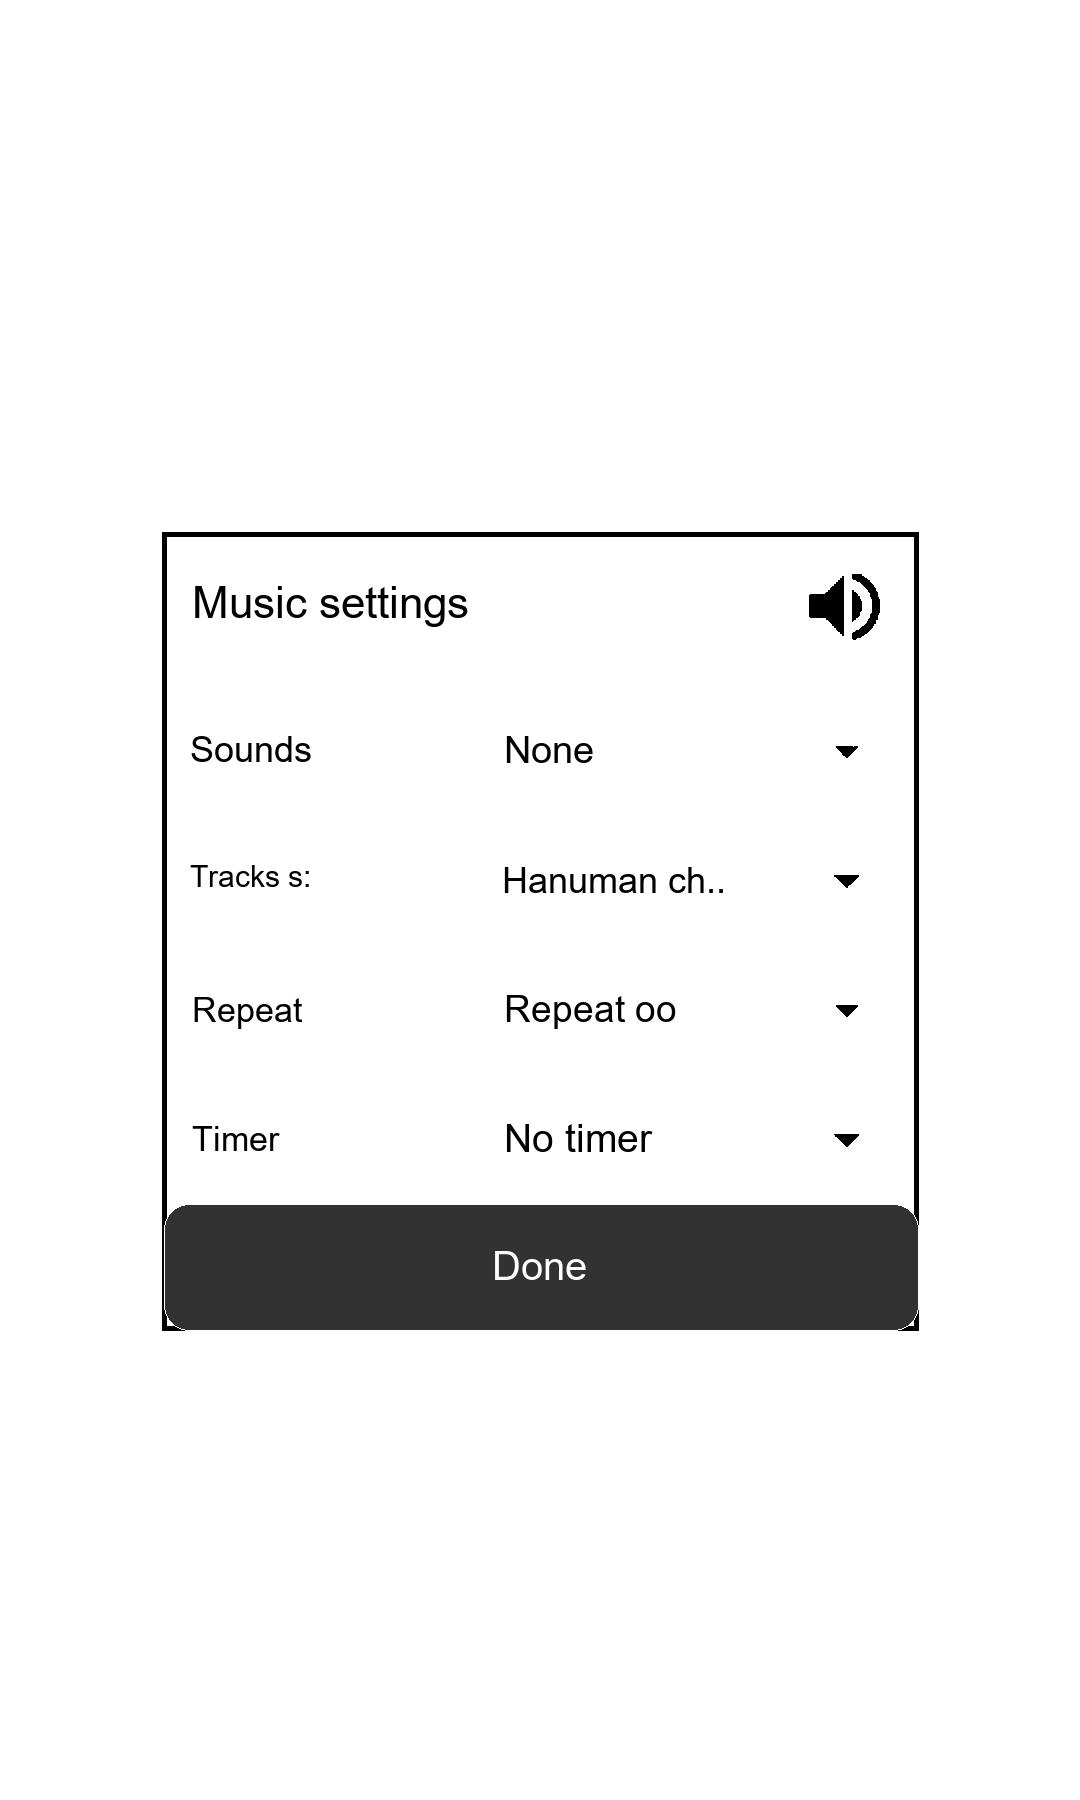 Music settings
Sounds None
Tracks s: Hanuman ch..
Repeat Repeat oo
Timer No timer
Done